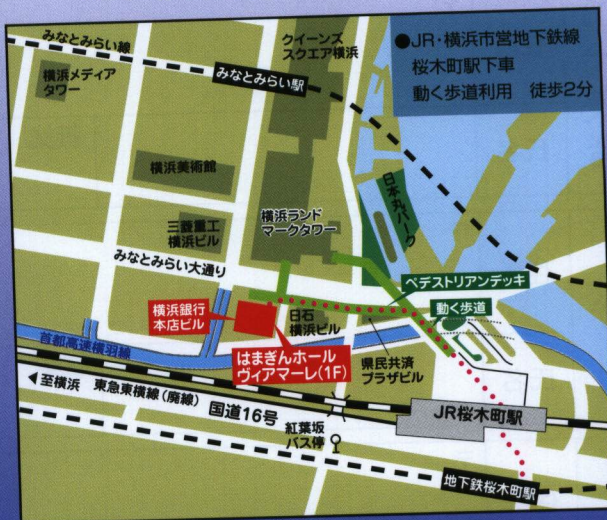 みなとみらい線
クイーンズ
スクエア横浜
●JR・横浜市営地下鉄線
桜木町駅下車
動く歩道利用 徒歩2分
横浜メディア
タワー
みなとみらい駅
横浜美術館
日本丸パーク
三菱重工
横浜ビル
横浜ランド
マークタワー
みなとみらい大通り
ペデストリアンデッキ
動く歩道
横浜銀行
本店ビル
日石
横浜ビル
首都高速横羽線
はまぎんホール
ヴィアマーレ(1F)
県民共済
プラザビル
◀至横浜 東急東横線(廃線)
国道16号
JR桜木町駅
紅葉坂
バス停
地下鉄桜木町駅